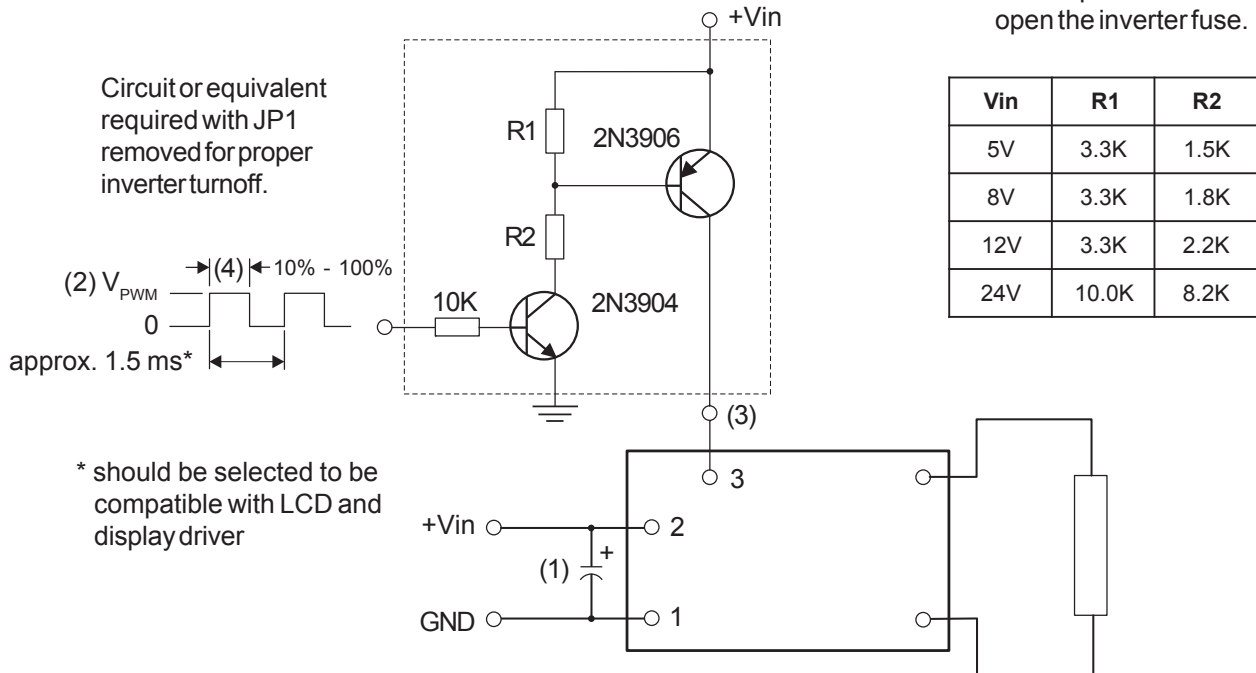 +Vin
open the inverter fuse.
Circuit or equivalent
required with JP1
removed for proper
inverter turnoff.
R1
2N3906
R2
(2) VPWM
(4)
10% - 100%
0
10K
2N3904
approx. 1.5 ms*
Vin R1 R2
5V 3.3K 1.5K
8V 3.3K 1.8K
12V 3.3K 2.2K
24V 10.0K 8.2K
(3)
* should be selected to be
compatible with LCD and
display driver
3
+Vin
2
(1)
+
GND
1